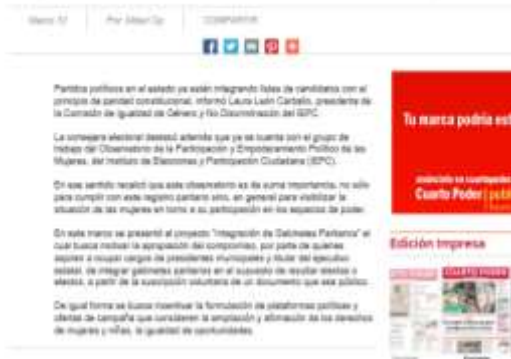 Marzo 17
COMPARTIR
Partidos políticos en el estado ya están integrando listas de candidatos con el
principio de paridad constitucional, informó Laura León Carballo, presidente de
la Comisión de Igualdad de Género y No Discriminación del IEPC.
La consejera electoral destacó además que ya se cuenta con el grupo de
trabajo del Observatorio de la Participación y Empoderamiento Político de las
Mujeres, del Instituto de Elecciones y Participación Ciudadana (IEPC).
En ese sentido recalcó que este observatorio es de suma importancia, no sólo
para cumplir con este registro paritario sino, en general para visibilizar la
situación de las mujeres en torno a su participación en los espacios de poder.
En este marco se presentó el proyecto "Integración de Gabinetes Paritarios" el
cual busca motivar la apropiación del compromiso, por parte de quienes
aspiren a ocupar cargos de presidentes municipales y titular del ejecutivo
estatal, de integrar gabinetes paritarios en el supuesto de resultar electas o
electos, a partir de la suscripción voluntaria de un documento que sea público.
De igual forma se busca incentivar la formulación de plataformas políticas y
ofertas de campaña que consideren la ampliación y afirmación de los derechos
de mujeres y niñas, la igualdad de oportunidades.
Tu marca podría est
Cuarto Poder
Edición Impresa
CUARTO PODER